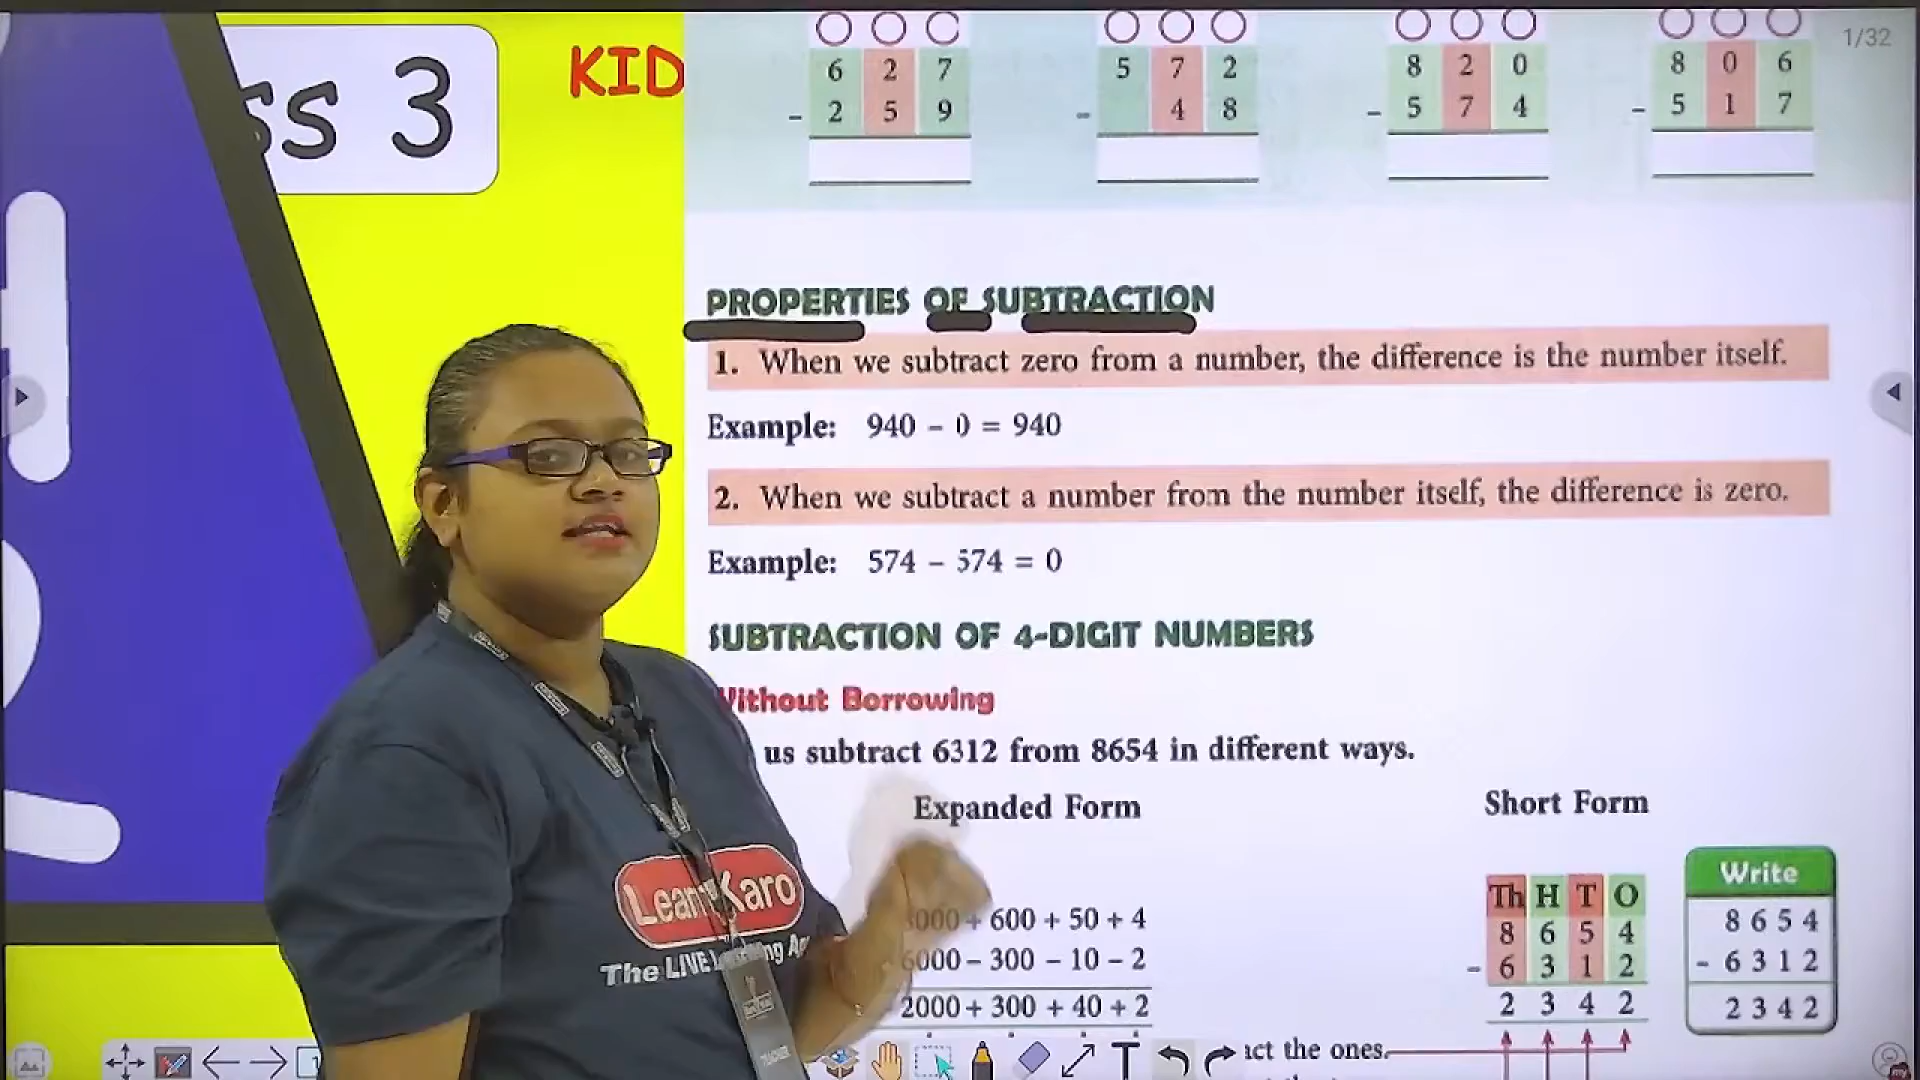 ss 3
KID
1/32
6 2 7
- 2 5 9
5 7 2
- 4 8
8 2 0
- 5 7 4
8 0 6
- 5 1 7
PROPERTIES OF SUBTRACTION
1. When we subtract zero from a number, the difference is the number itself.
Example: 940 – 0 = 940
2. When we subtract a number from the number itself, the difference is zero.
Example: 574 – 574 = 0
SUBTRACTION OF 4-DIGIT NUMBERS
Without Borrowing
us subtract 6312 from 8654 in different ways.
Expanded Form
000 + 600 + 50 + 4
6000 – 300 – 10 – 2
2000 + 300 + 40 + 2
Short Form
Th H T O
8 6 5 4
- 6 3 1 2
2 3 4 2
Write
8 6 5 4
- 6 3 1 2
2 3 4 2
act the ones.
Learn Karo
The LIVE
TEACHER